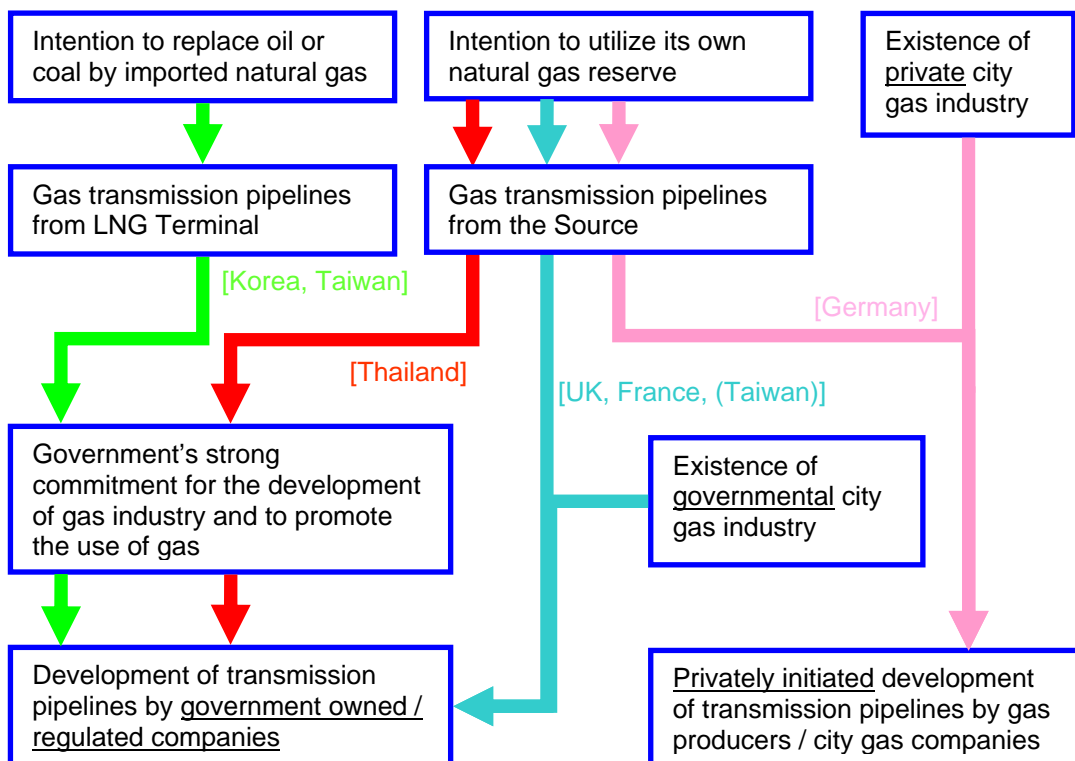 Intention to replace oil or
coal by imported natural gas
Intention to utilize its own
natural gas reserve
Existence of
private city
gas industry
Gas transmission pipelines
from LNG Terminal
Gas transmission pipelines
from the Source
[Korea, Taiwan]
[Germany]
[Thailand]
[UK, France, (Taiwan)]
Government’s strong
commitment for the development
of gas industry and to promote
the use of gas
Existence of
governmental city
gas industry
Development of transmission
pipelines by government owned /
regulated companies
Privately initiated development
of transmission pipelines by gas
producers / city gas companies